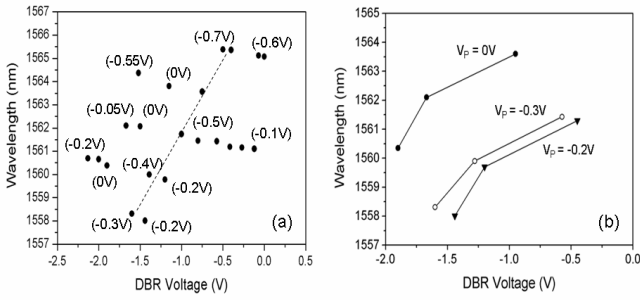 1567
1566
1565
1564
1563
1562
1561
1560
1559
1558
1557
Wavelength (nm)
(-0.7V)
(-0.6V)
(-0.55V)
(0V)
(-0.05V)
(0V)
(-0.5V)
(-0.1V)
(-0.2V)
(-0.4V)
(0V)
(-0.2V)
(-0.3V)
(-0.2V)
(a)
-2.5 -2.0 -1.5 -1.0 -0.5 0.0 0.5
DBR Voltage (V)
1565
1564
1563
1562
1561
1560
1559
1558
1557
Wavelength (nm)
VP = 0V
VP = -0.3V
VP = -0.2V
(b)
-2.0 -1.5 -1.0 -0.5 0.0
DBR Voltage (V)